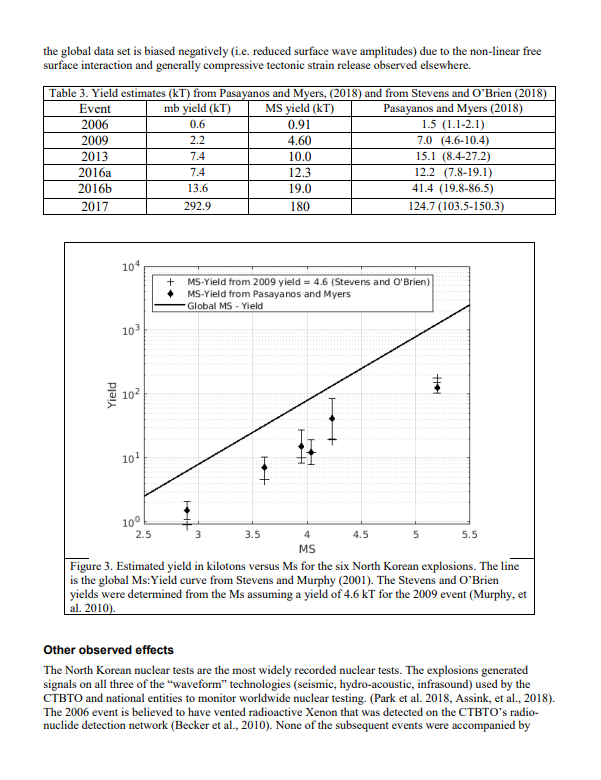 the global data set is biased negatively (i.e. reduced surface wave amplitudes) due to the non-linear free
surface interaction and generally compressive tectonic strain release observed elsewhere.
Table 3. Yield estimates (kT) from Pasayanos and Myers, (2018) and from Stevens and O'Brien (2018)
Event mb yield (kT) MS yield (kT) Pasayanos and Myers (2018)
2006 0.6 0.91 1.5 (1.1-2.1)
2009 2.2 4.60 7.0 (4.6-10.4)
2013 7.4 10.0 15.1 (8.4-27.2)
2016a 7.4 12.3 12.2 (7.8-19.1)
2016b 13.6 19.0 41.4 (19.8-86.5)
2017 292.9 180 124.7 (103.5-150.3)
10⁴
MS-Yield from 2009 yield = 4.6 (Stevens and O'Brien)
MS-Yield from Pasayanos and Myers
Global MS - Yield
10³
10²
Yield
10¹
10⁰
2.5 3 3.5 4 4.5 5 5.5
MS
Figure 3. Estimated yield in kilotons versus Ms for the six North Korean explosions. The line
is the global Ms:Yield curve from Stevens and Murphy (2001). The Stevens and O'Brien
yields were determined from the Ms assuming a yield of 4.6 kT for the 2009 event (Murphy, et
al. 2010).
Other observed effects
The North Korean nuclear tests are the most widely recorded nuclear tests. The explosions generated
signals on all three of the "waveform" technologies (seismic, hydro-acoustic, infrasound) used by the
CTBTO and national entities to monitor worldwide nuclear testing. (Park et al. 2018, Assink, et al., 2018).
The 2006 event is believed to have vented radioactive Xenon that was detected on the CTBTO's radio-
nuclide detection network (Becker et al., 2010). None of the subsequent events were accompanied by